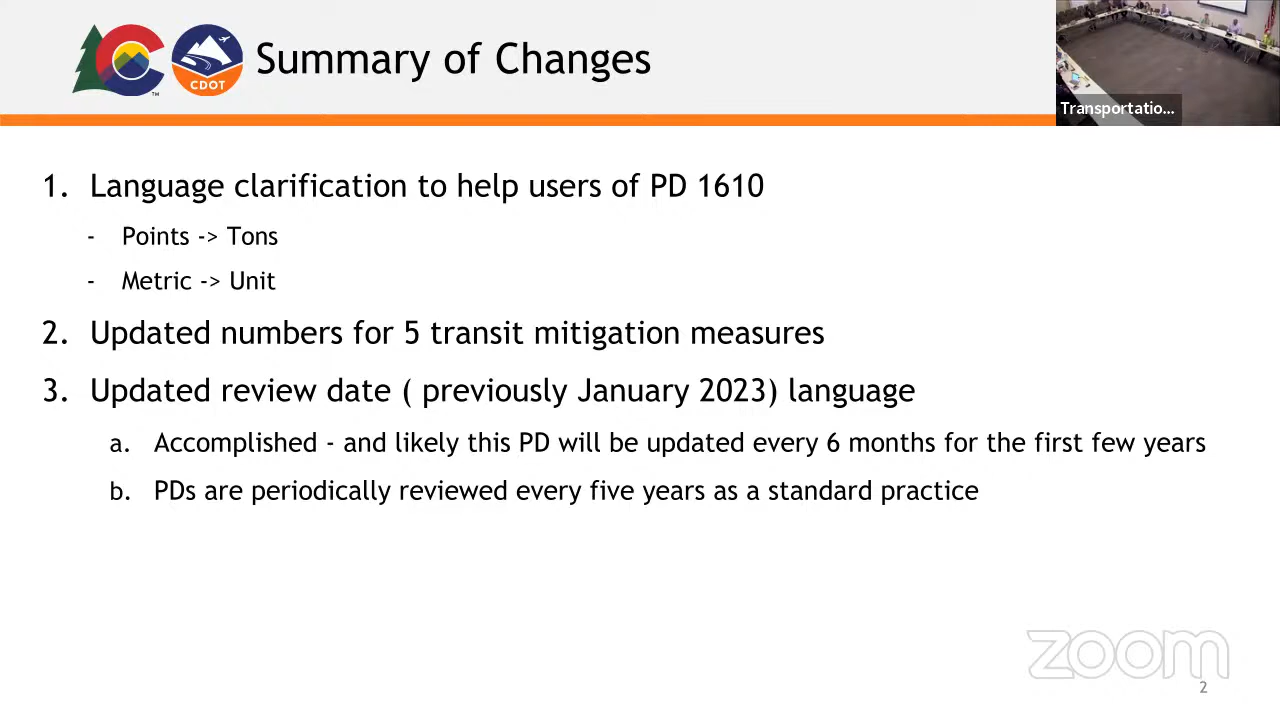 CDOT
TM
Summary of Changes
Transportatio...
1. Language clarification to help users of PD 1610
- Points -> Tons
- Metric -> Unit
2. Updated numbers for 5 transit mitigation measures
3. Updated review date ( previously January 2023) language
a. Accomplished - and likely this PD will be updated every 6 months for the first few years
b. PDs are periodically reviewed every five years as a standard practice
zoom
2